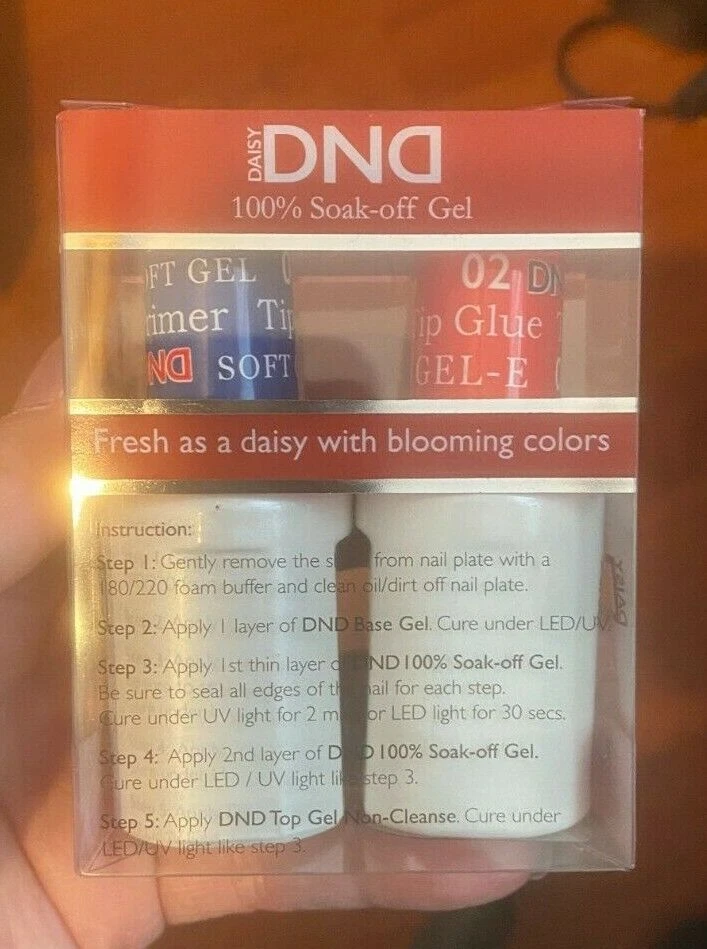 DAISY
DND
100% Soak-off Gel
FT GEL
imer Tip
DND SOFT
02 DN
ip Glue
GEL-E
Fresh as a daisy with blooming colors
Instruction:
Step 1: Gently remove the s from nail plate with a
180/220 foam buffer and clean oil/dirt off nail plate.
Step 2: Apply 1 layer of DND Base Gel. Cure under LED/UV.
Step 3: Apply 1st thin layer o DND 100% Soak-off Gel.
Be sure to seal all edges of th nail for each step.
Cure under UV light for 2 m or LED light for 30 secs.
Step 4: Apply 2nd layer of DND 100% Soak-off Gel.
Cure under LED / UV light like step 3.
Step 5: Apply DND Top Gel Non-Cleanse. Cure under
LED/UV light like step 3.